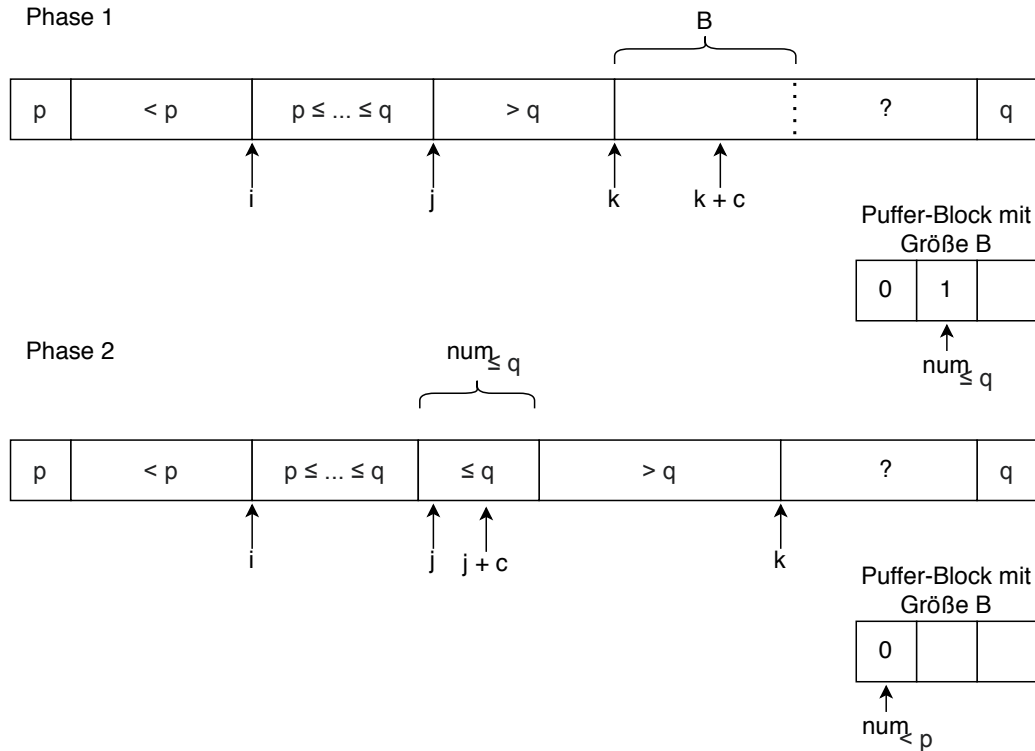 Phase 1
B
p < p p ≤ ... ≤ q > q ? q
i j k k + c
Puffer-Block mit
Größe B
0 1
num≤ q
Phase 2
num≤ q
p < p p ≤ ... ≤ q ≤ q > q ? q
i j j + c k
Puffer-Block mit
Größe B
0
num< p